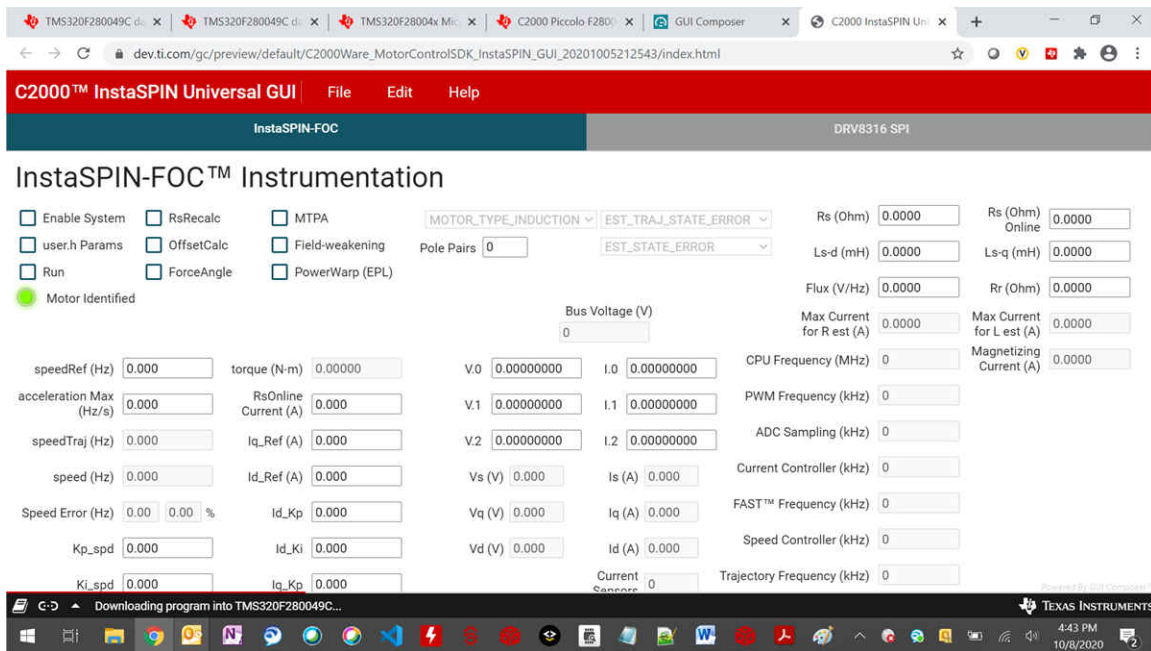 TMS320F280049C da
TMS320F280049C da
TMS320F28004x Mic
C2000 Piccolo F2800
GUI Composer
C2000 InstaSPIN Uni
dev.ti.com/gc/preview/default/C2000Ware_MotorControlSDK_InstaSPIN_GUI_20201005212543/index.html
C2000™ InstaSPIN Universal GUI File Edit Help
InstaSPIN-FOC DRV8316 SPI
InstaSPIN-FOC™ Instrumentation
Enable System RsRecalc MTPA
user.h Params OffsetCalc Field-weakening
Run ForceAngle PowerWarp (EPL)
Motor Identified
MOTOR_TYPE_INDUCTION EST_TRAJ_STATE_ERROR
Pole Pairs 0 EST_STATE_ERROR
Bus Voltage (V)
0
Rs (Ohm) 0.0000 Rs (Ohm) Online 0.0000
Ls-d (mH) 0.0000 Ls-q (mH) 0.0000
Flux (V/Hz) 0.0000 Rr (Ohm) 0.0000
Max Current for R est (A) 0.0000 Max Current for L est (A) 0.0000
CPU Frequency (MHz) 0 Magnetizing Current (A) 0.0000
PWM Frequency (kHz) 0
ADC Sampling (kHz) 0
Current Controller (kHz) 0
FAST™ Frequency (kHz) 0
Speed Controller (kHz) 0
Trajectory Frequency (kHz) 0
speedRef (Hz) 0.000 torque (N-m) 0.00000 V.0 0.00000000 I.0 0.00000000
acceleration Max (Hz/s) 0.000 RsOnline Current (A) 0.000 V.1 0.00000000 I.1 0.00000000
speedTraj (Hz) 0.000 Iq_Ref (A) 0.000 V.2 0.00000000 I.2 0.00000000
speed (Hz) 0.000 Id_Ref (A) 0.000 Vs (V) 0.000 Is (A) 0.000
Speed Error (Hz) 0.00 0.00 % Id_Kp 0.000 Vq (V) 0.000 Iq (A) 0.000
Kp_spd 0.000 Id_Ki 0.000 Vd (V) 0.000 Id (A) 0.000
Ki_spd 0.000 Iq_Kp 0.000 Current Sensors 0
Powered By GUI Composer
Downloading program into TMS320F280049C...
TEXAS INSTRUMENTS
4:43 PM
10/8/2020